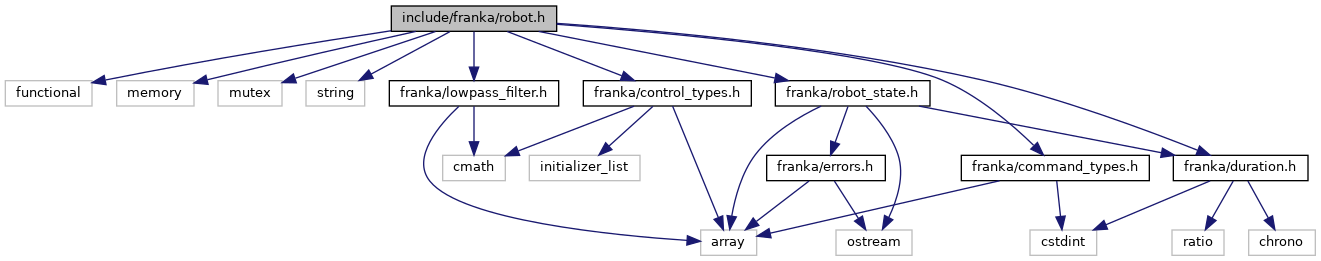 include/franka/robot.h
functional
memory
mutex
string
franka/lowpass_filter.h
franka/control_types.h
franka/robot_state.h
cmath
initializer_list
franka/errors.h
franka/command_types.h
franka/duration.h
array
ostream
cstdint
ratio
chrono